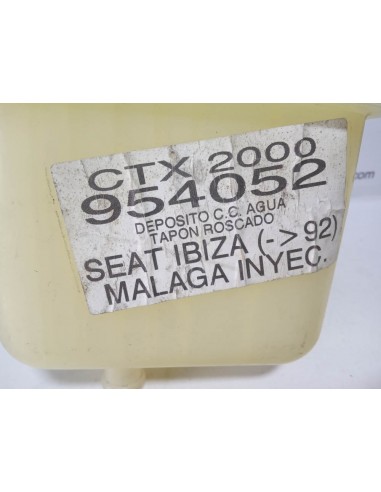 CTX 2000
954052
DEPOSITO C.C. AGUA
TAPON ROSCADO
SEAT IBIZA (-> 92)
MALAGA INYEC.